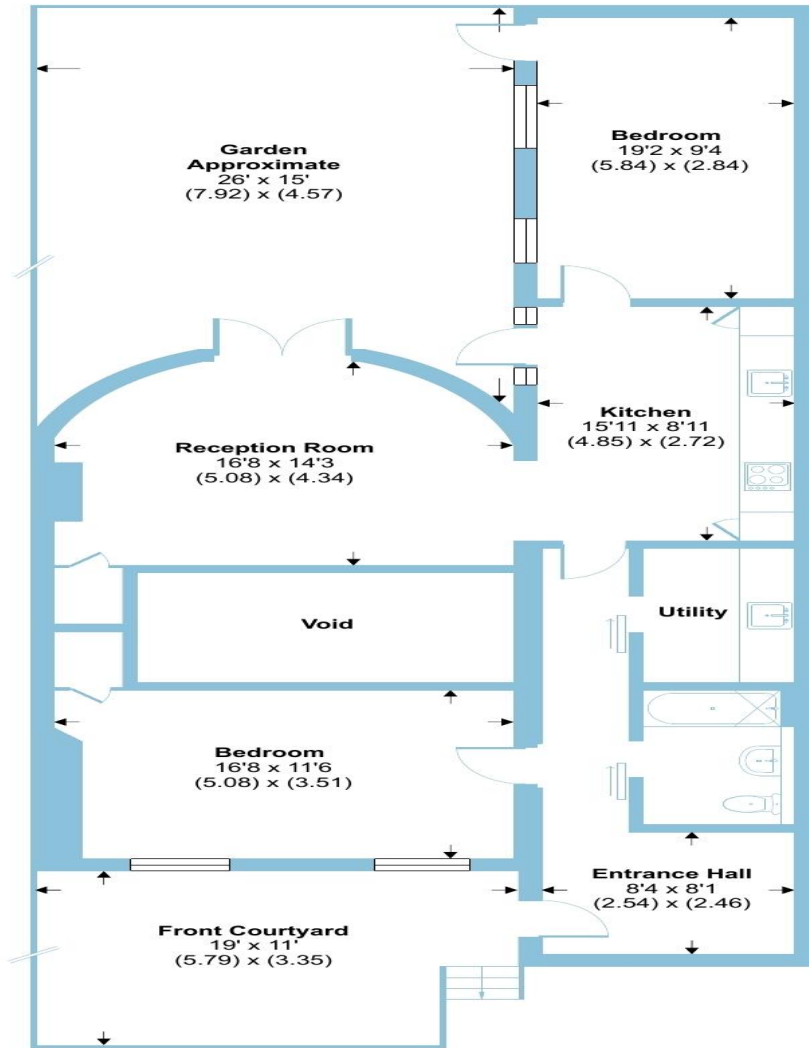 Garden
Approximate
26' x 15'
(7.92) x (4.57)
Bedroom
19'2 x 9'4
(5.84) x (2.84)
Kitchen
15'11 x 8'11
(4.85) x (2.72)
Reception Room
16'8 x 14'3
(5.08) x (4.34)
Void
Utility
Bedroom
16'8 x 11'6
(5.08) x (3.51)
Entrance Hall
8'4 x 8'1
(2.54) x (2.46)
Front Courtyard
19' x 11'
(5.79) x (3.35)